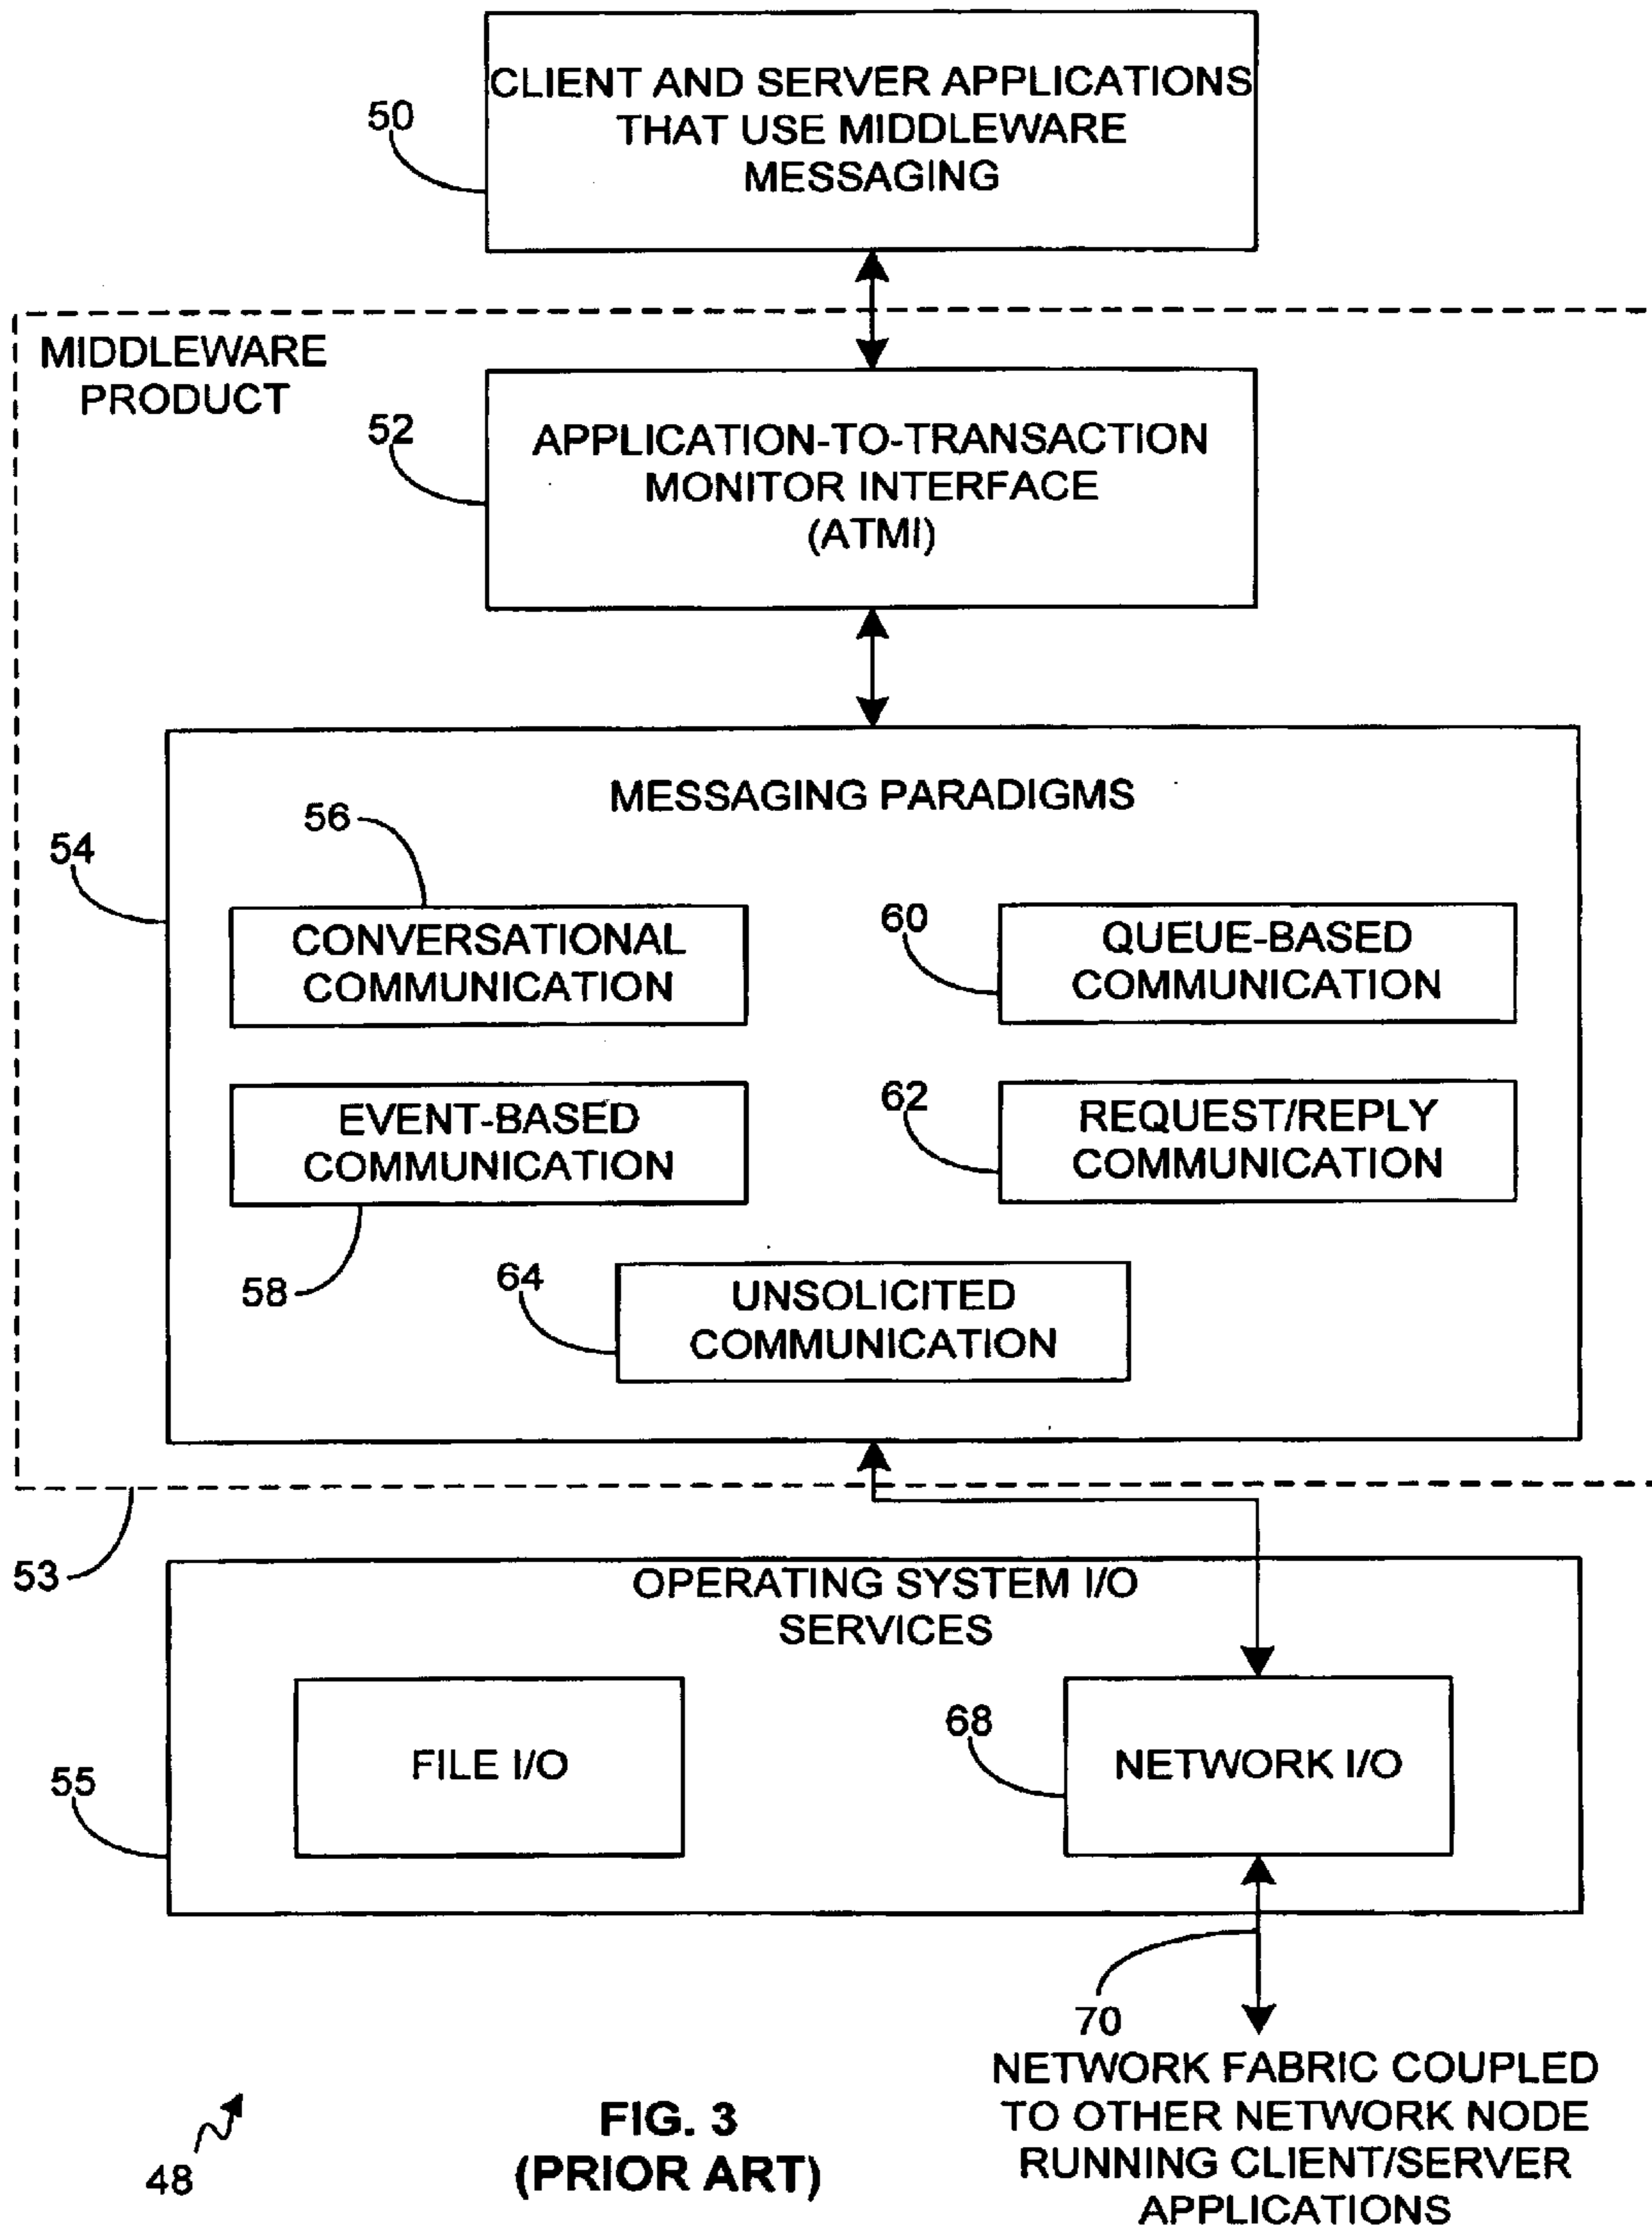 CLIENT AND SERVER APPLICATIONS
THAT USE MIDDLEWARE
MESSAGING
50
MIDDLEWARE
PRODUCT
52
APPLICATION-TO-TRANSACTION
MONITOR INTERFACE
(ATMI)
MESSAGING PARADIGMS
56
54
CONVERSATIONAL
COMMUNICATION
60
QUEUE-BASED
COMMUNICATION
EVENT-BASED
COMMUNICATION
62
REQUEST/REPLY
COMMUNICATION
58
64
UNSOLICITED
COMMUNICATION
53
OPERATING SYSTEM I/O
SERVICES
FILE I/O
68
NETWORK I/O
55
70
NETWORK FABRIC COUPLED
TO OTHER NETWORK NODE
RUNNING CLIENT/SERVER
APPLICATIONS
48
FIG. 3
(PRIOR ART)